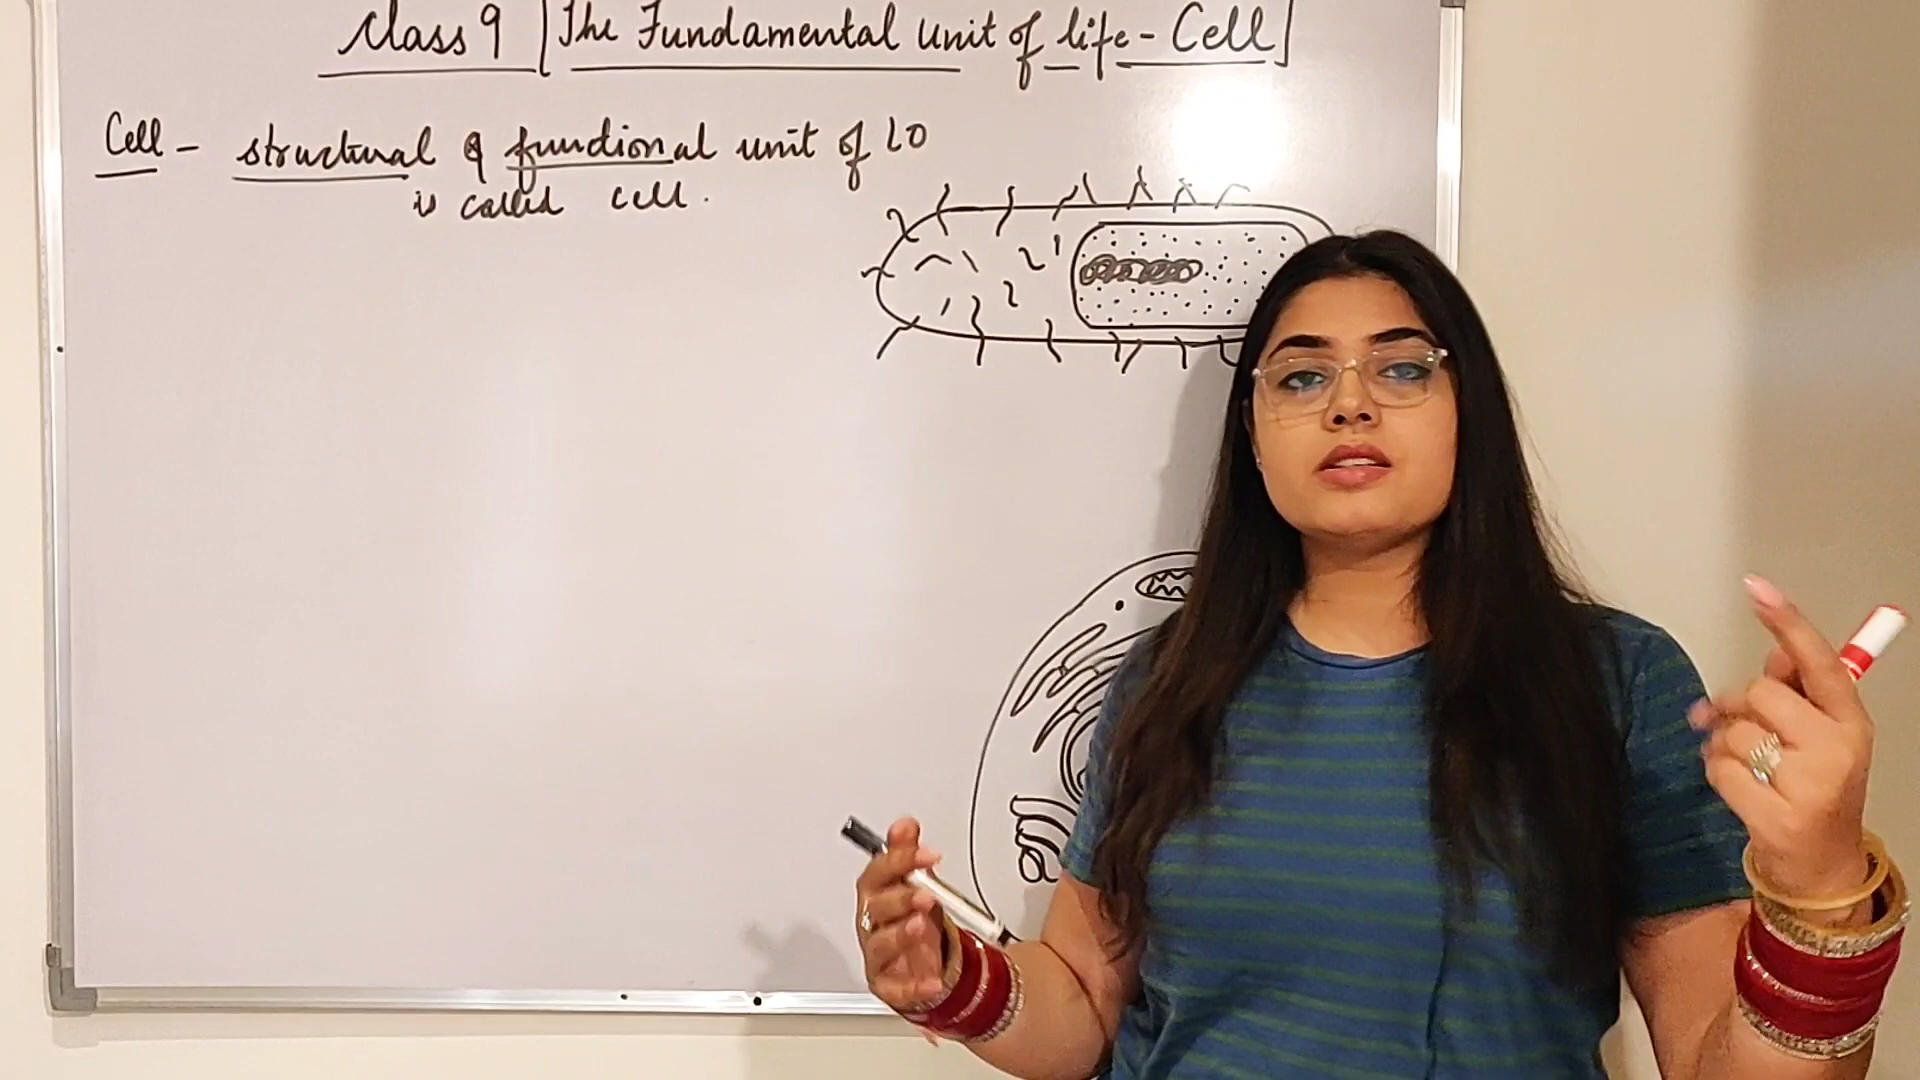 Class 9 [The Fundamental Unit of life - Cell]
Cell - structural & functional unit of LO
is called cell.